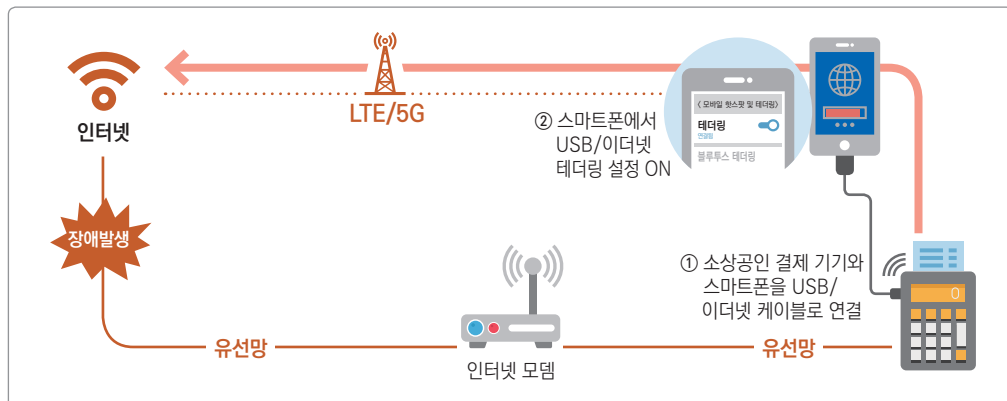 인터넷
LTE/5G
② 스마트폰에서
USB/이더넷
테더링 설정 ON
〈 모바일 핫스팟 및 테더링〉
테더링
연결됨
블루투스 테더링
장애발생
① 소상공인 결제 기기와
스마트폰을 USB/
이더넷 케이블로 연결
0
유선망
인터넷 모뎀
유선망